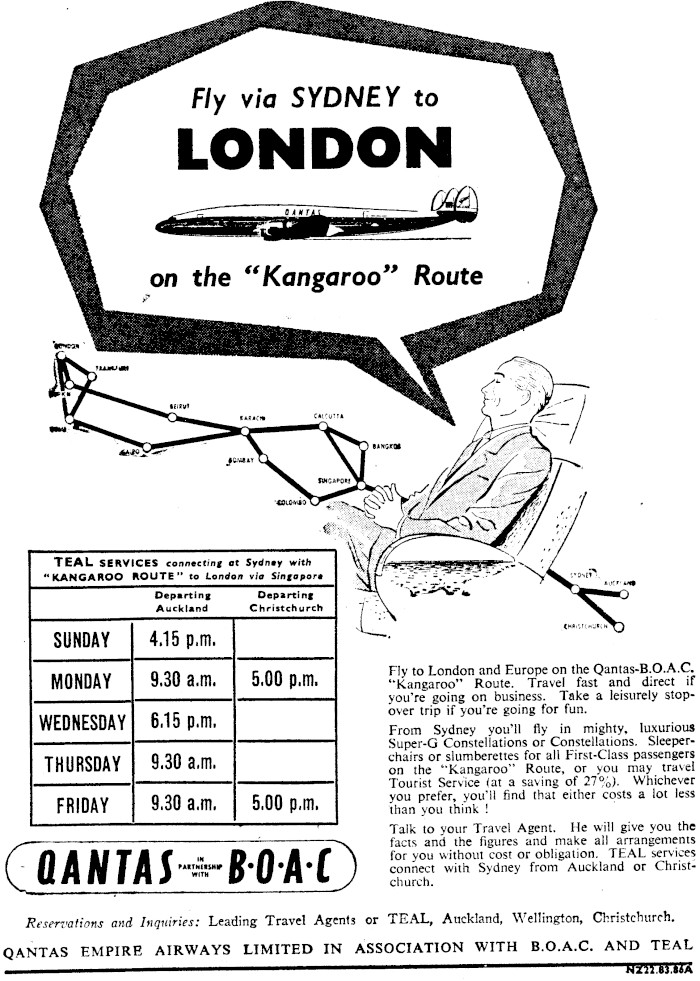 Fly via SYDNEY to
LONDON
QANTAS
on the "Kangaroo" Route
LONDON
FRANKFURT
ROME
BEIRUT
CAIRO
KARACHI
BOMBAY
CALCUTTA
BANGKOK
SINGAPORE
COLOMBO
SYDNEY
AUCKLAND
CHRISTCHURCH
TEAL SERVICES connecting at Sydney with
"KANGAROO ROUTE" to London via Singapore
Departing Auckland Departing Christchurch
SUNDAY 4.15 p.m.
MONDAY 9.30 a.m. 5.00 p.m.
WEDNESDAY 6.15 p.m.
THURSDAY 9.30 a.m.
FRIDAY 9.30 a.m. 5.00 p.m.
QANTAS IN PARTNERSHIP WITH B·O·A·C
Fly to London and Europe on the Qantas-B.O.A.C.
"Kangaroo" Route. Travel fast and direct if
you're going on business. Take a leisurely stop-
over trip if you're going for fun.
From Sydney you'll fly in mighty, luxurious
Super-G Constellations or Constellations. Sleeper-
chairs or slumberettes for all First-Class passengers
on the "Kangaroo" Route, or you may travel
Tourist Service (at a saving of 27%). Whichever
you prefer, you'll find that either costs a lot less
than you think !
Talk to your Travel Agent. He will give you the
facts and the figures and make all arrangements
for you without cost or obligation. TEAL services
connect with Sydney from Auckland or Christ-
church.
Reservations and Inquiries: Leading Travel Agents or TEAL, Auckland, Wellington, Christchurch.
QANTAS EMPIRE AIRWAYS LIMITED IN ASSOCIATION WITH B.O.A.C. AND TEAL
NZ22.83.86A